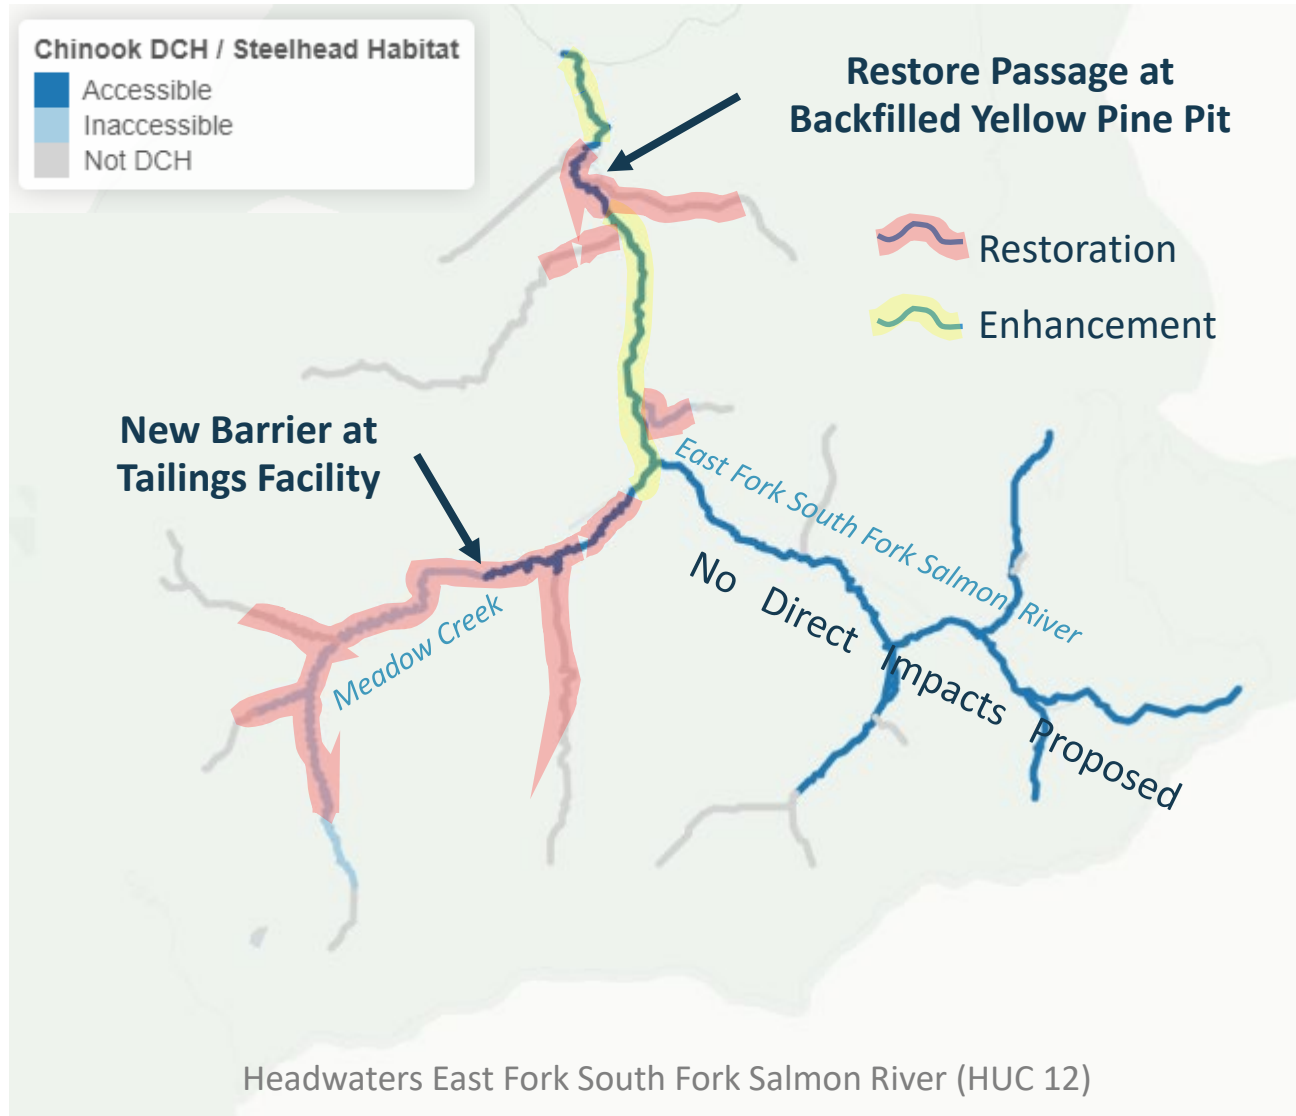 Chinook DCH / Steelhead Habitat
Accessible
Inaccessible
Not DCH
Restore Passage at
Backfilled Yellow Pine Pit
Restoration
Enhancement
New Barrier at
Tailings Facility
East Fork South Fork Salmon River
No Direct Impacts Proposed
Meadow Creek
Headwaters East Fork South Fork Salmon River (HUC 12)